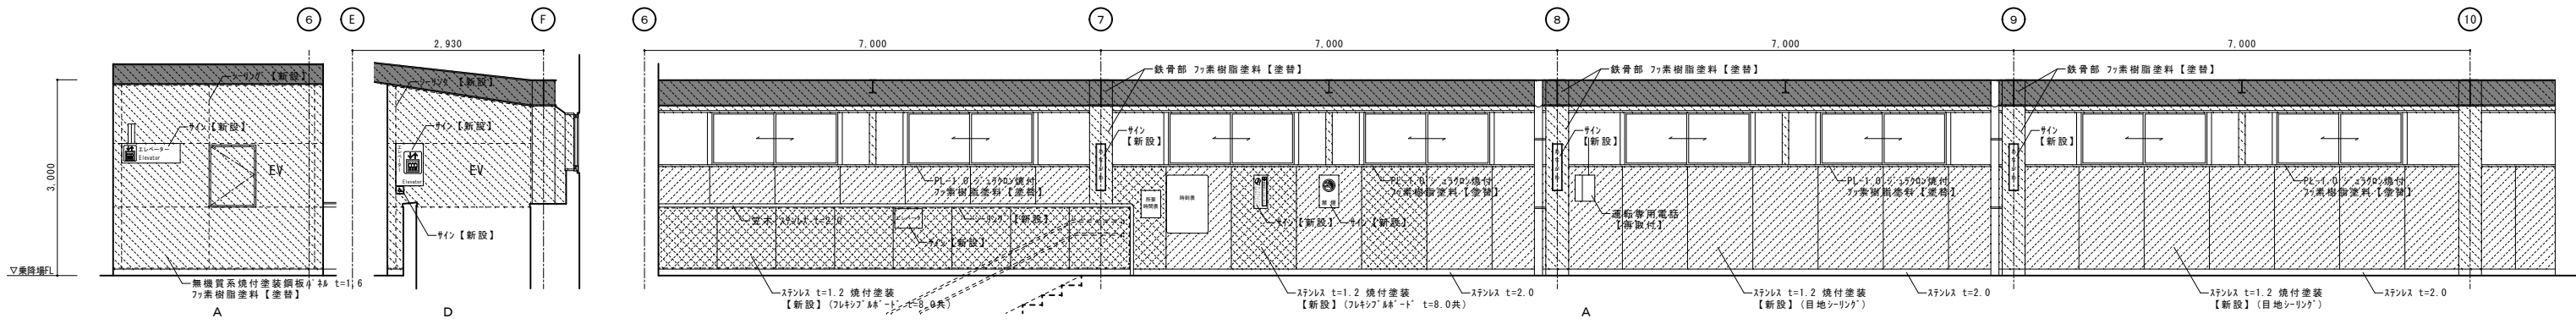 6
E
F
6
7
8
9
10
2,930
7,000
7,000
7,000
7,000
3,000
▽乗降場FL
シーリング【新設】
サイン【新設】
エレベーター
Elevator
EV
無機質系焼付塗装鋼板パネル t=1.6
フッ素樹脂塗料【塗替】
A
シーリング【新設】
サイン【新設】
Elevator
EV
サイン【新設】
D
鉄骨部 フッ素樹脂塗料【塗替】
鉄骨部 フッ素樹脂塗料【塗替】
鉄骨部 フッ素樹脂塗料【塗替】
サイン
【新設】
サイン
【新設】
サイン
【新設】
PL-1.0 ジュラクロン焼付
フッ素樹脂塗料【塗替】
PL-1.0 ジュラクロン焼付
フッ素樹脂塗料【塗替】
PL-1.0 ジュラクロン焼付
フッ素樹脂塗料【塗替】
PL-1.0 ジュラクロン焼付
フッ素樹脂塗料【塗替】
笠木 ステンレス t=2.0
シーリング【新設】
サイン【新設】
時刻表
サイン【新設】
サイン【新設】
運転専用電話
【再取付】
ステンレス t=1.2 焼付塗装
【新設】(フレキシブルボード t=8.0共)
ステンレス t=1.2 焼付塗装
【新設】(フレキシブルボード t=8.0共)
ステンレス t=2.0
A
ステンレス t=1.2 焼付塗装
【新設】(目地シーリング)
ステンレス t=2.0
ステンレス t=1.2 焼付塗装
【新設】(目地シーリング)
ステンレス t=2.0